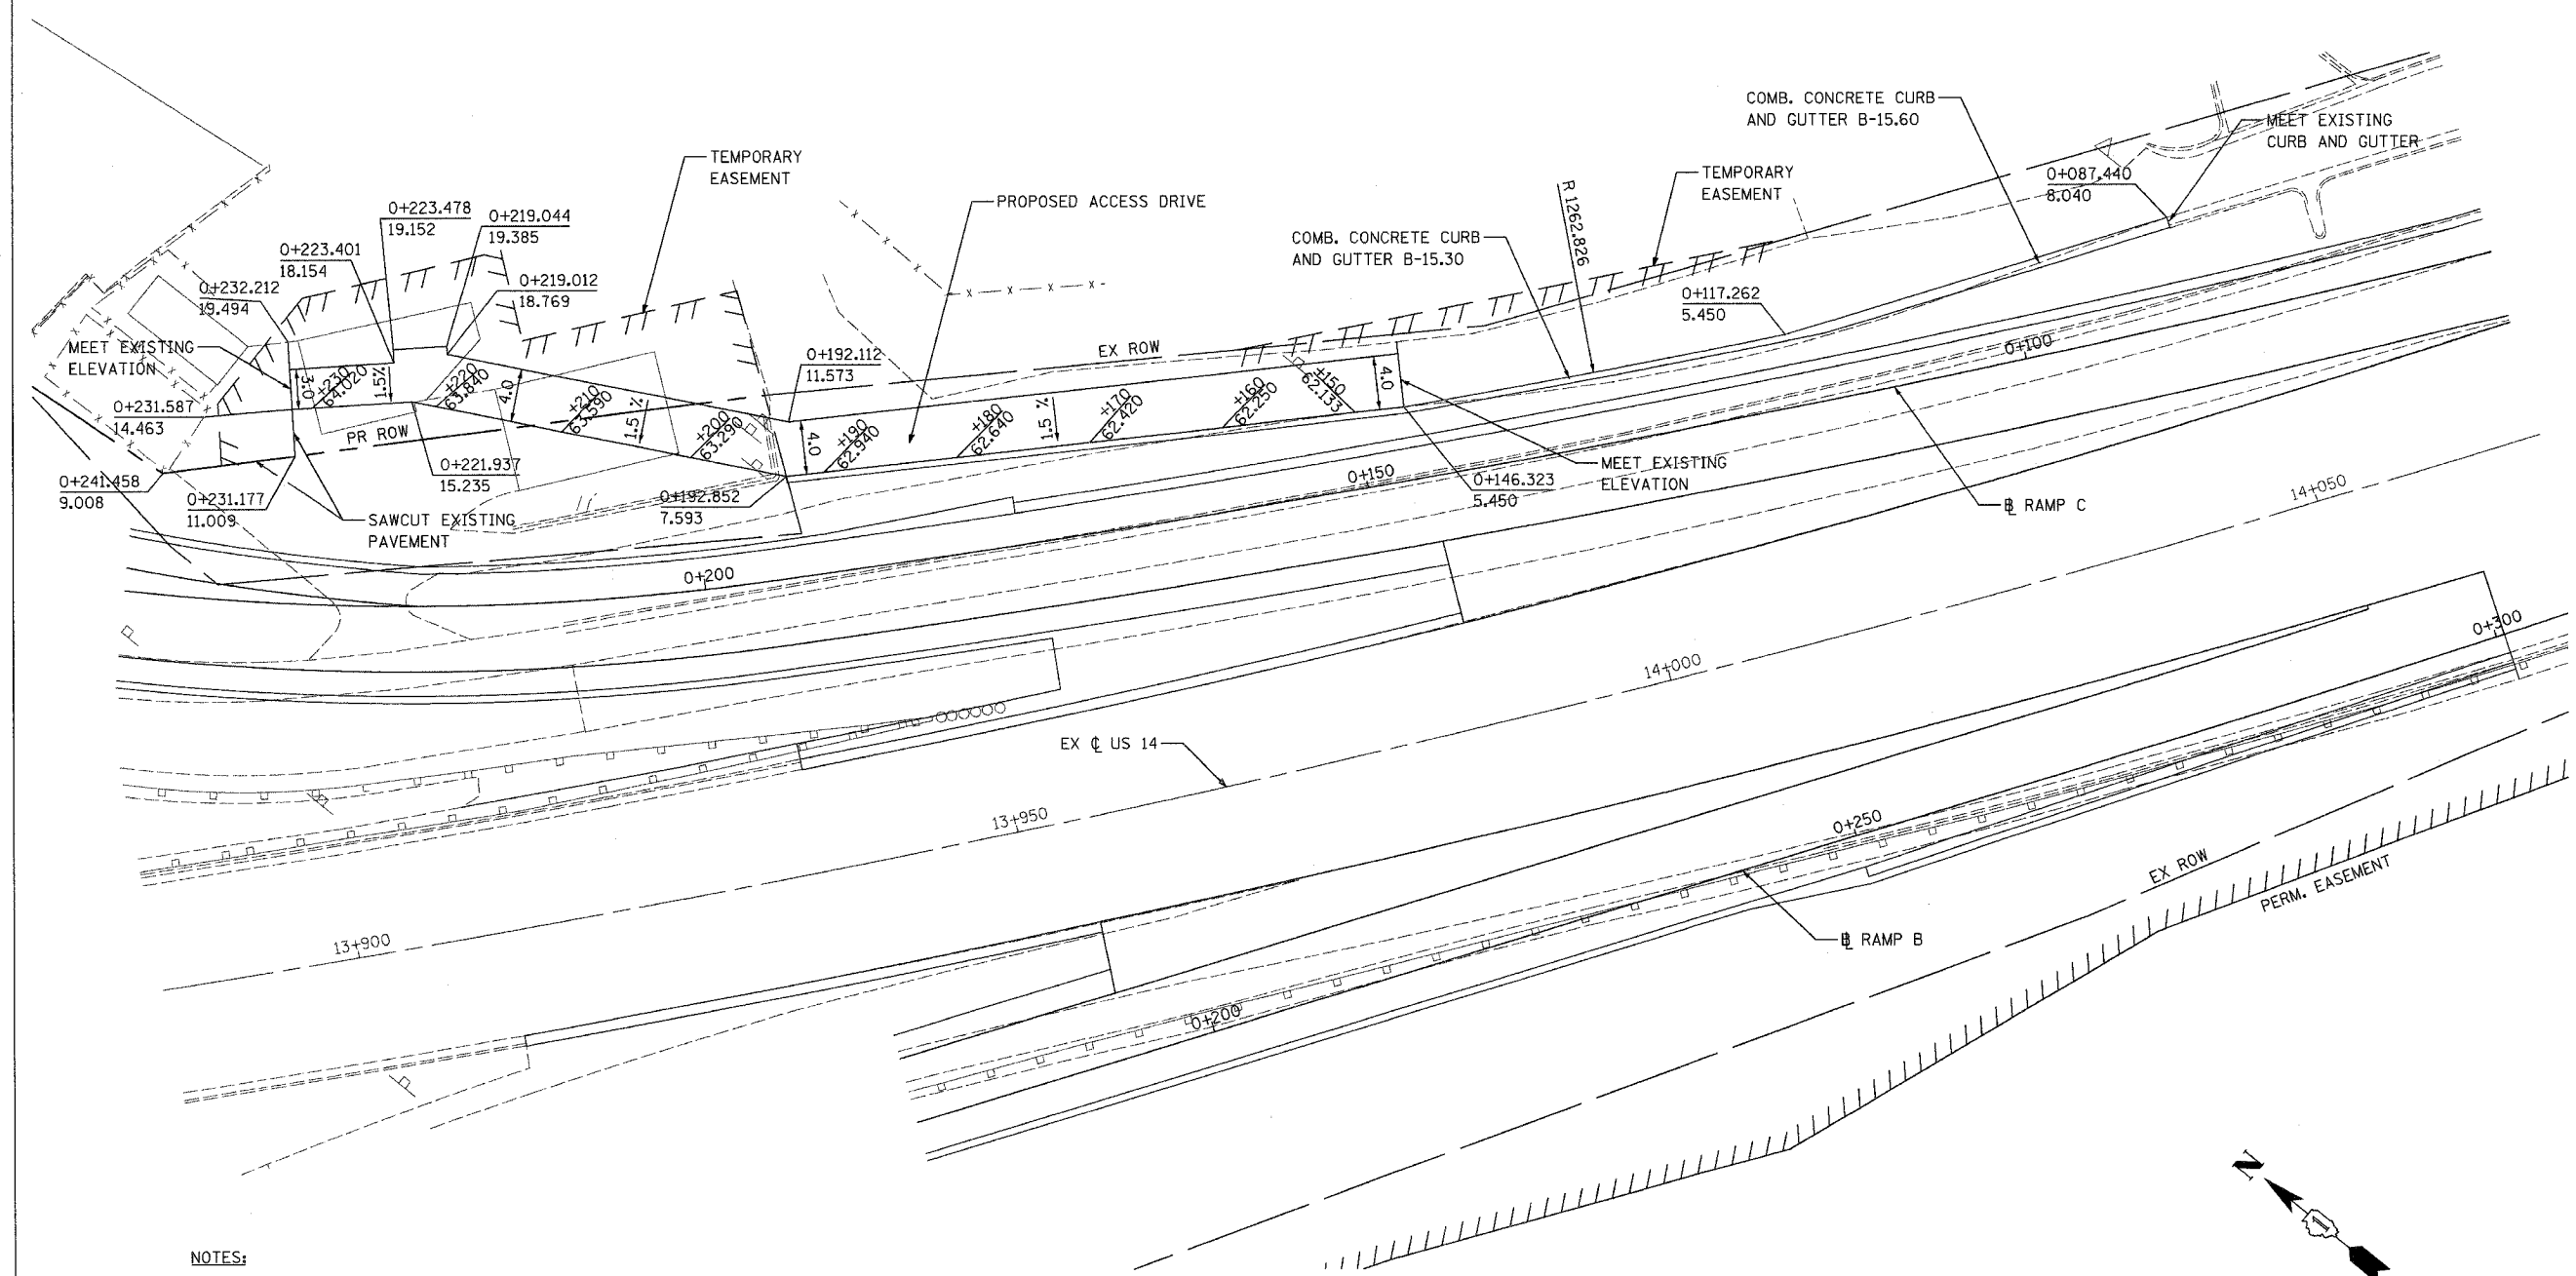 COMB. CONCRETE CURB
AND GUTTER B-15.60
MEET EXISTING
CURB AND GUTTER
TEMPORARY
EASEMENT
TEMPORARY
EASEMENT
0+087.440
8.040
PROPOSED ACCESS DRIVE
R 1262.826
0+223.478
19.152
0+219.044
19.385
COMB. CONCRETE CURB
AND GUTTER B-15.30
0+223.401
18.154
0+219.012
18.769
0+232.212
19.494
0+117.262
5.450
MEET EXISTING
ELEVATION
EX ROW
0+192.112
11.573
0+100
3.0
+230
64.020
1.5%
+220
63.640
4.0
+210
63.590
1.5 %
+200
63.290
4.0
+190
62.940
+180
62.640
1.5 %
+170
62.420
+160
62.250
+150
62.133
4.0
0+231.587
14.463
PR ROW
0+221.937
15.235
0+241.458
9.008
0+231.177
11.009
SAWCUT EXISTING
PAVEMENT
0+192.852
7.593
0+150
0+146.323
5.450
MEET EXISTING
ELEVATION
14+050
BL RAMP C
0+200
0+300
14+000
EX CL US 14
13+950
0+250
13+900
EX ROW
PERM. EASEMENT
BL RAMP B
0+200
N
NOTES: